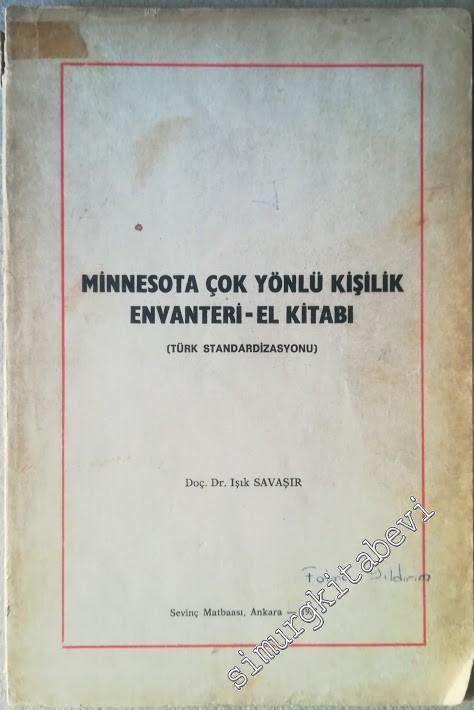 MİNNESOTA ÇOK YÖNLÜ KİŞİLİK
ENVANTERİ - EL KİTABI
(TÜRK STANDARDİZASYONU)
Doç. Dr. Işık SAVAŞIR
Yıldırım
Sevinç Matbaası, Ankara —
simurgkitabevi